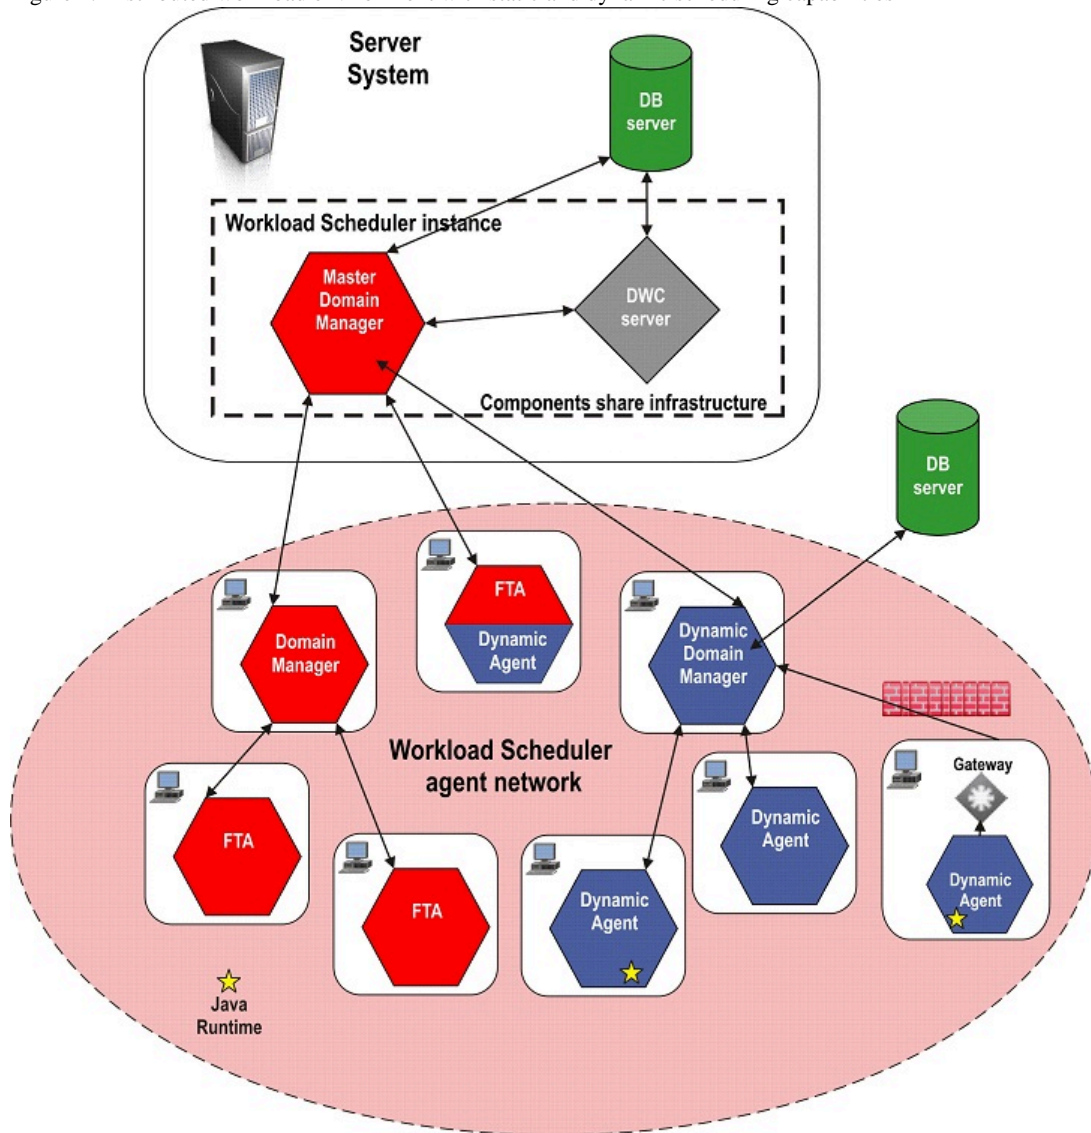 Server
System
DB
server
Workload Scheduler instance
Master
Domain
Manager
DWC
server
Components share infrastructure
DB
server
FTA
Dynamic
Agent
Domain
Manager
Dynamic
Domain
Manager
Workload Scheduler
agent network
Gateway
FTA
Dynamic
Agent
Dynamic
Agent
FTA
Dynamic
Agent
Java
Runtime